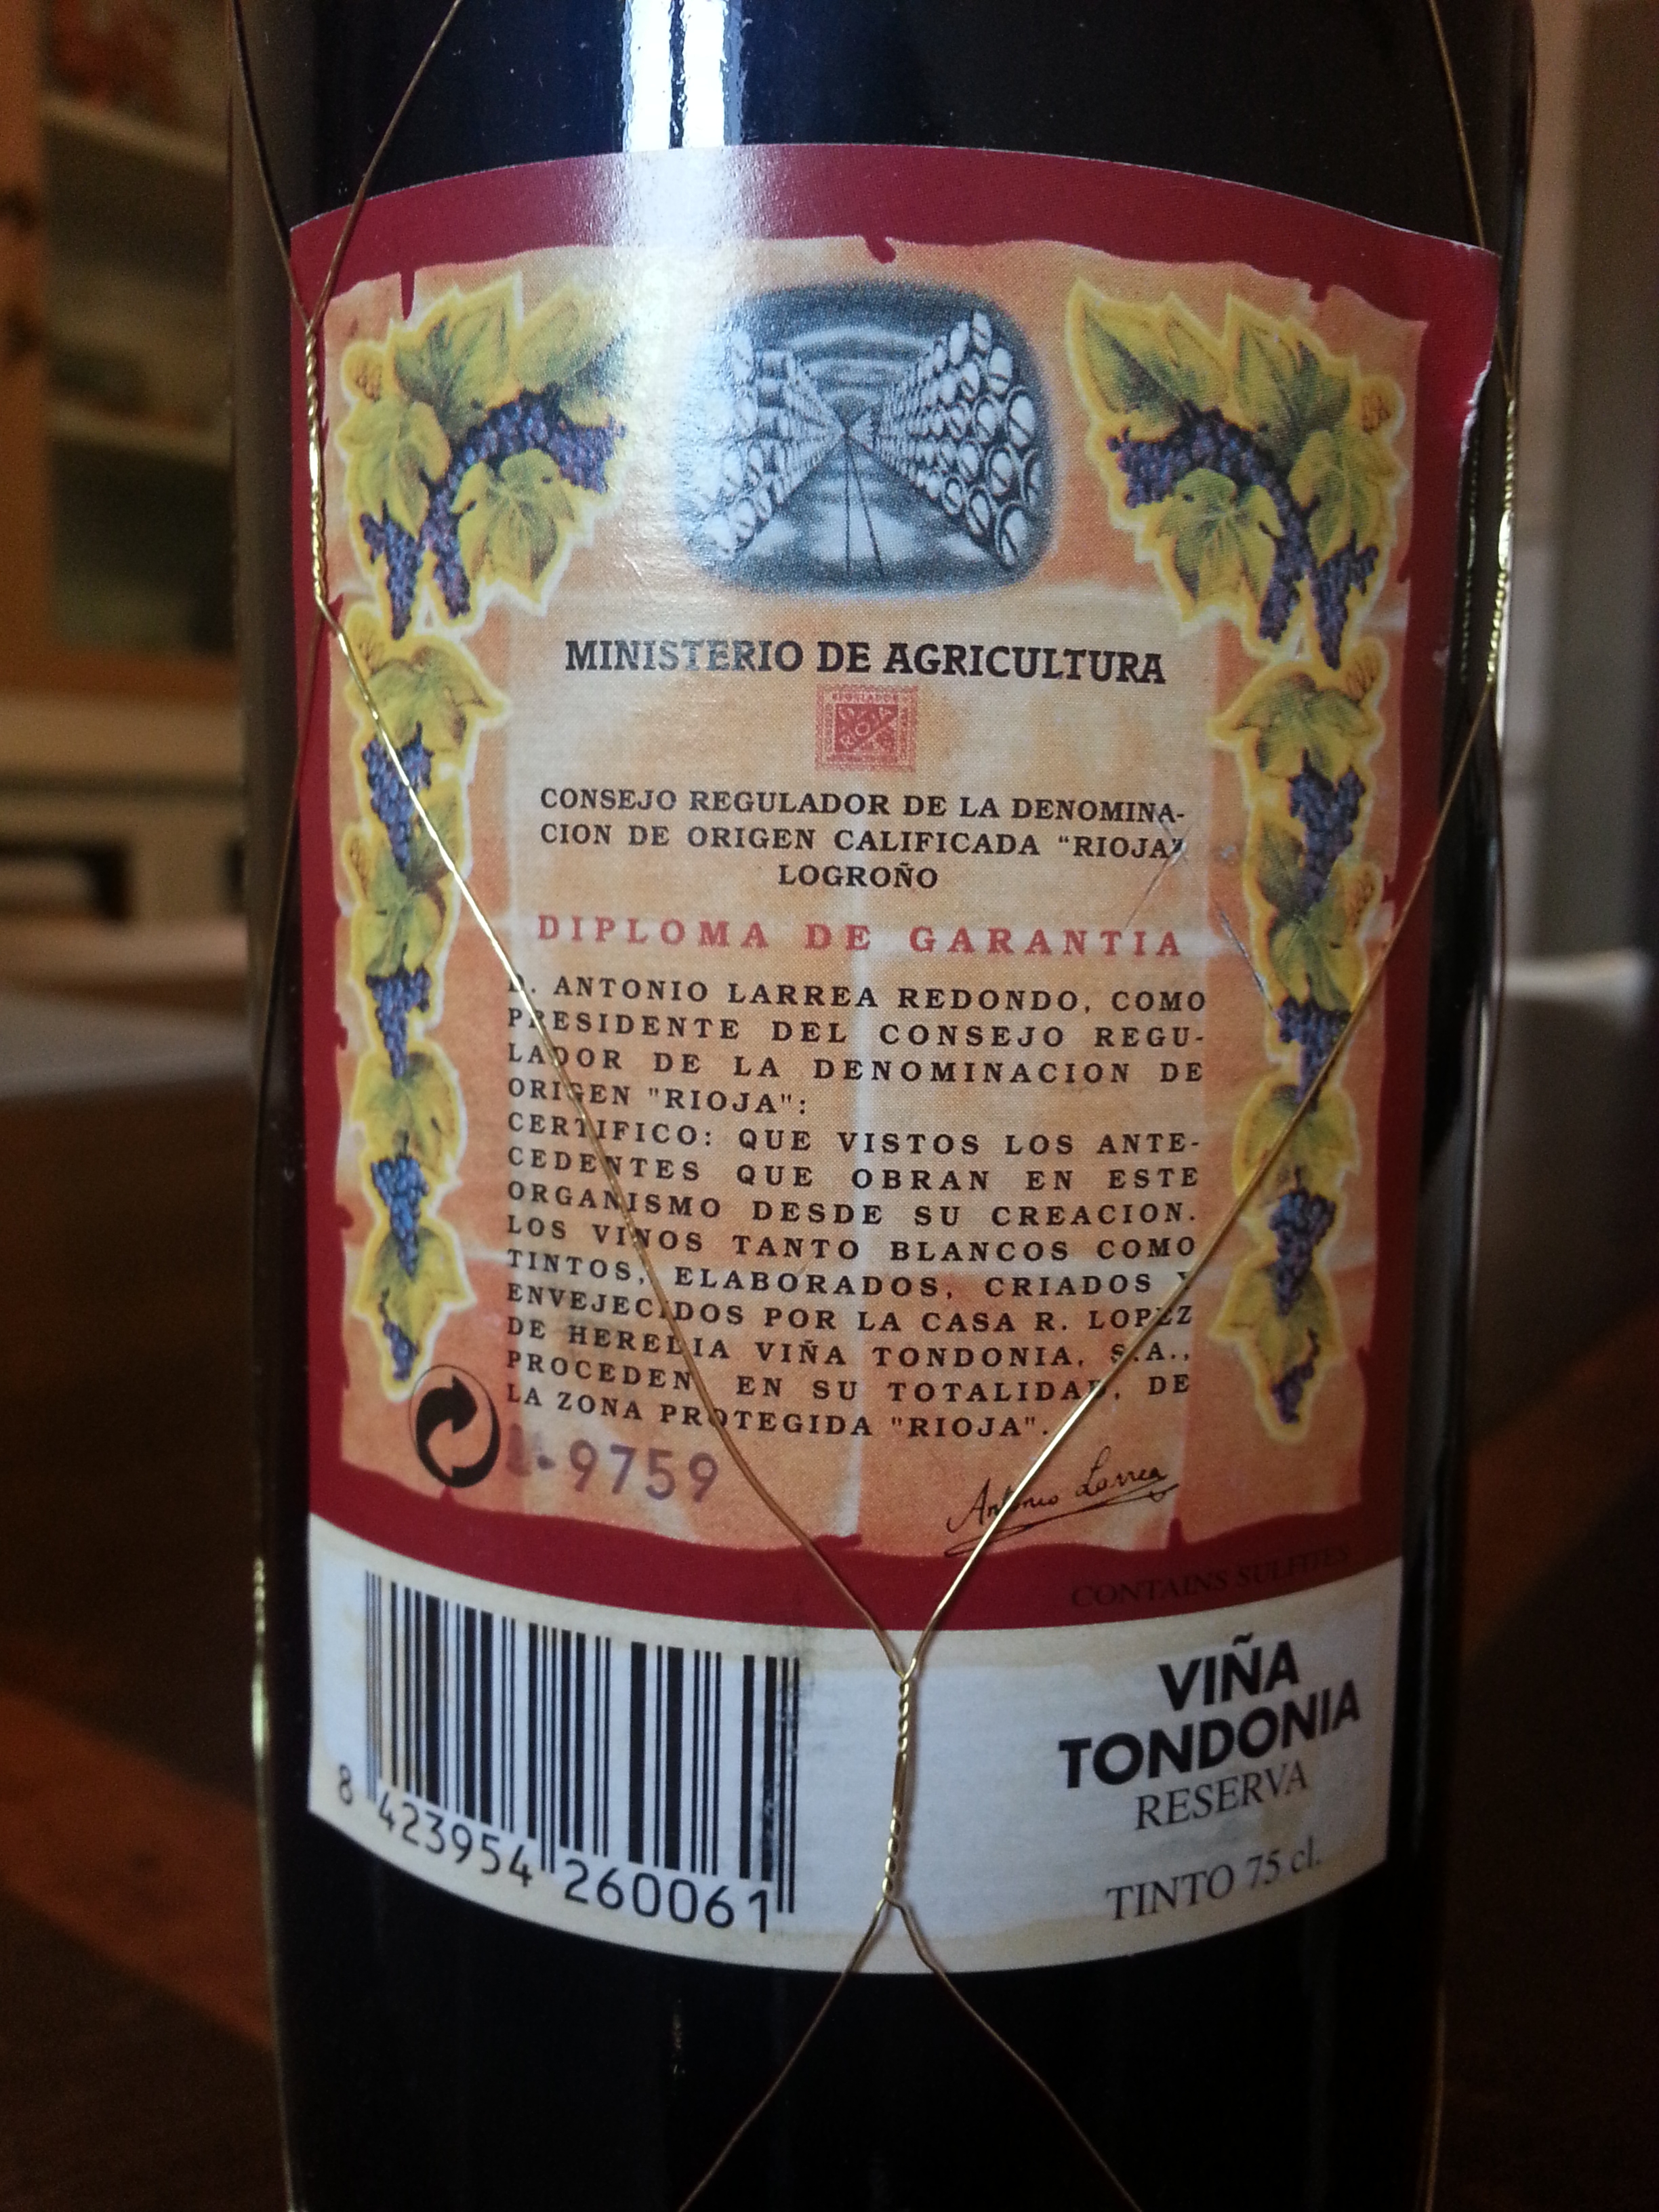 MINISTERIO DE AGRICULTURA
RIOJA
CONSEJO REGULADOR DE LA DENOMINA-
CION DE ORIGEN CALIFICADA "RIOJA"
LOGROÑO
DIPLOMA DE GARANTIA
D. ANTONIO LARREA REDONDO, COMO
PRESIDENTE DEL CONSEJO REGU-
LADOR DE LA DENOMINACION DE
ORIGEN "RIOJA":
CERTIFICO: QUE VISTOS LOS ANTE-
CEDENTES QUE OBRAN EN ESTE
ORGANISMO DESDE SU CREACION.
LOS VINOS TANTO BLANCOS COMO
TINTOS, ELABORADOS, CRIADOS Y
ENVEJECIDOS POR LA CASA R. LOPEZ
DE HEREDIA VIÑA TONDONIA, S.A.,
PROCEDEN EN SU TOTALIDAD, DE
LA ZONA PROTEGIDA "RIOJA".
L-9759
Antonio Larrea
CONTAINS SULFITES
VIÑA
TONDONIA
RESERVA
TINTO 75 cl.
8 423954 260061